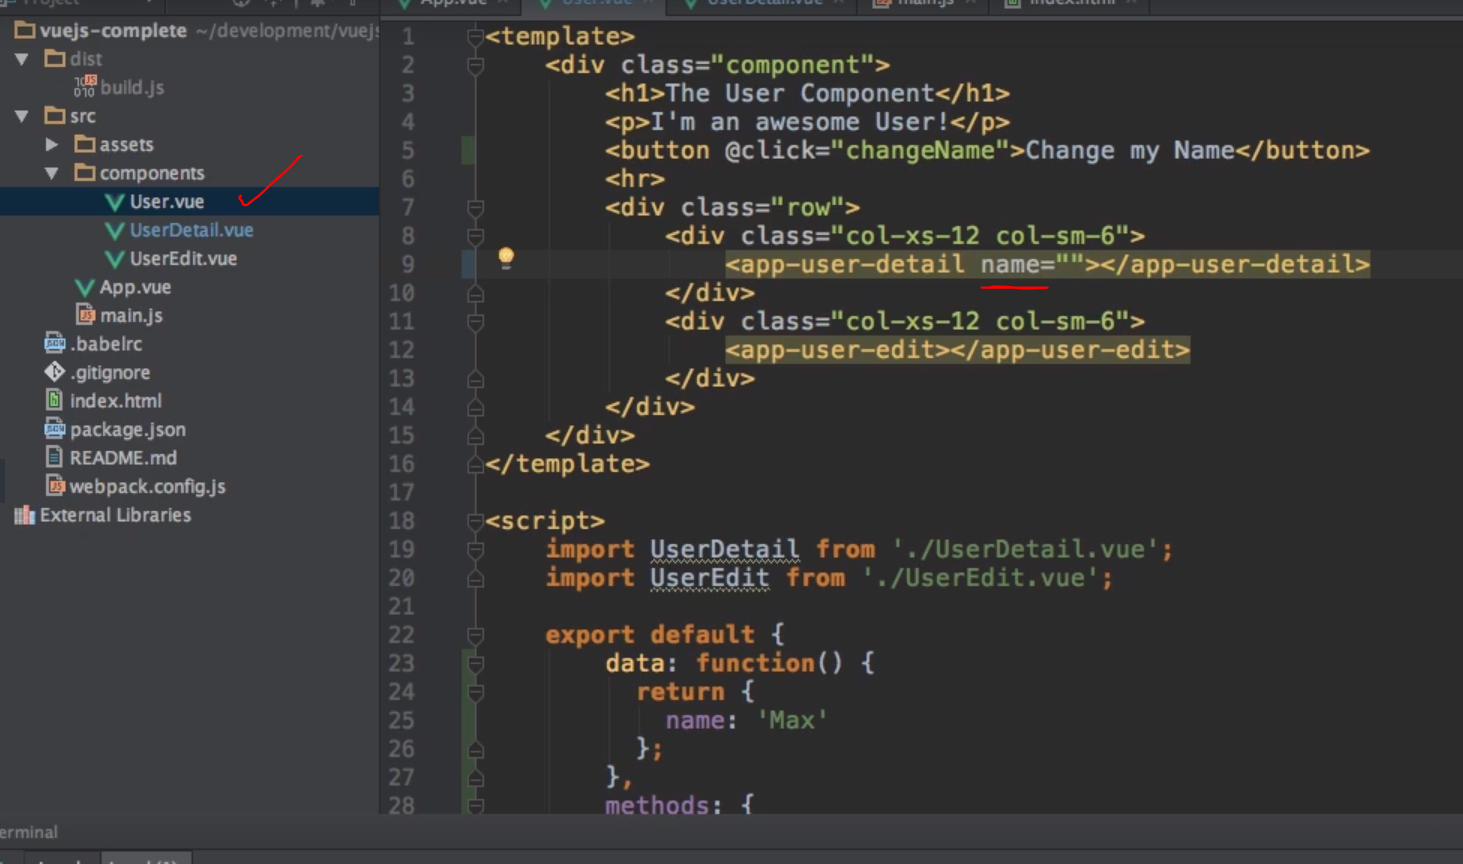 Project
App.vue
User.vue
UserDetail.vue
main.js
index.html
vuejs-complete ~/development/vuejs
dist
build.js
src
assets
components
User.vue
UserDetail.vue
UserEdit.vue
App.vue
main.js
.babelrc
.gitignore
index.html
package.json
README.md
webpack.config.js
External Libraries
1 <template>
2 <div class="component">
3 <h1>The User Component</h1>
4 <p>I'm an awesome User!</p>
5 <button @click="changeName">Change my Name</button>
6 <hr>
7 <div class="row">
8 <div class="col-xs-12 col-sm-6">
9 <app-user-detail name=""></app-user-detail>
10 </div>
11 <div class="col-xs-12 col-sm-6">
12 <app-user-edit></app-user-edit>
13 </div>
14 </div>
15 </div>
16 </template>
17
18 <script>
19 import UserDetail from './UserDetail.vue';
20 import UserEdit from './UserEdit.vue';
21
22 export default {
23 data: function() {
24 return {
25 name: 'Max'
26 };
27 },
28 methods: {
erminal